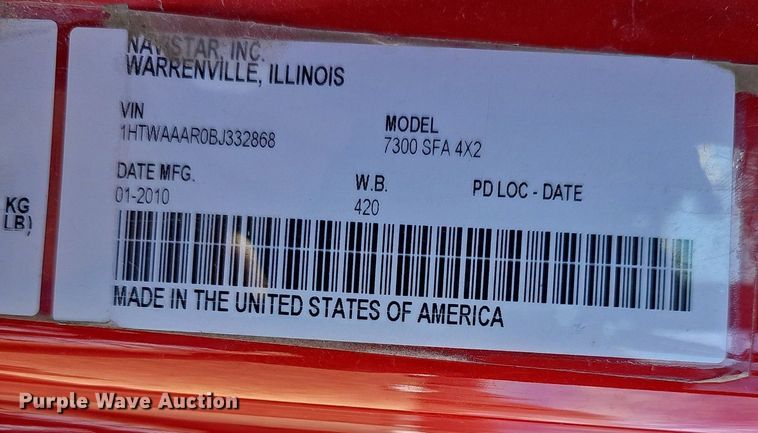 NAVISTAR, INC.
WARRENVILLE, ILLINOIS
VIN
1HTWAAAR0BJ332868
MODEL
7300 SFA 4X2
DATE MFG.
01-2010
W.B.
420
PD LOC - DATE
KG
LB)
MADE IN THE UNITED STATES OF AMERICA
Purple Wave Auction